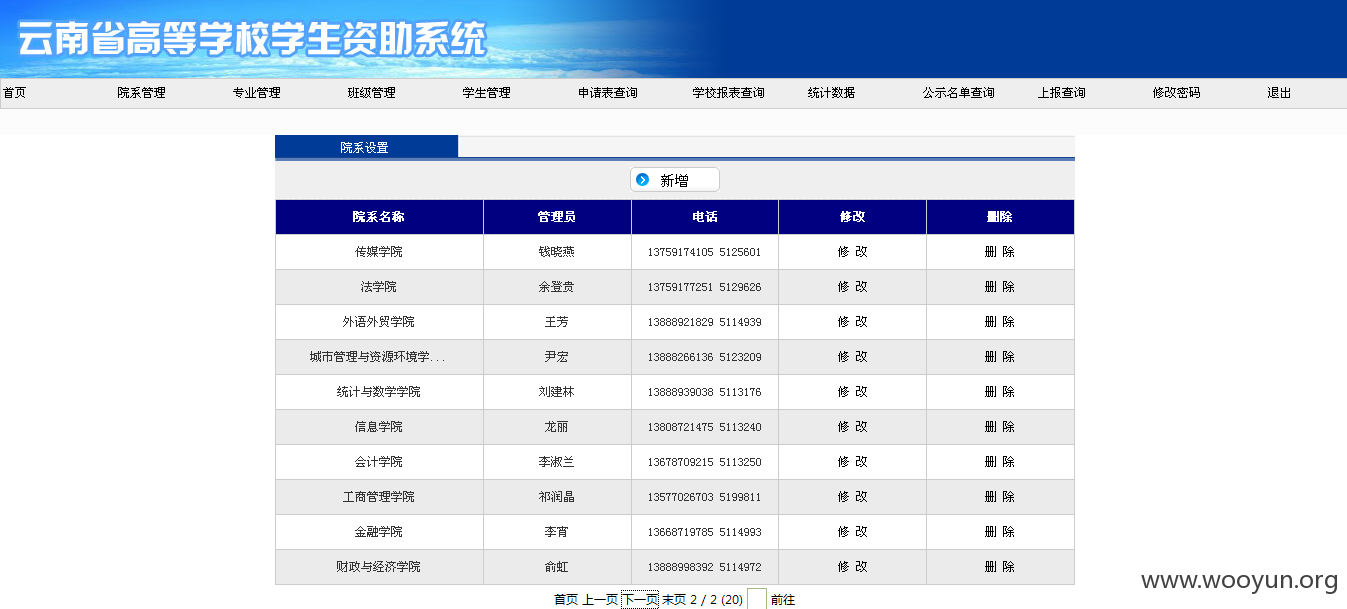 云南省高等学校学生资助系统
首页 院系管理 专业管理 班级管理 学生管理 申请表查询 学校报表查询 统计数据 公示名单查询 上报查询 修改密码 退出
院系设置
新增
院系名称 管理员 电话 修改 删除
传媒学院 钱晓燕 13759174105 5125601 修 改 删 除
法学院 余登贵 13759177251 5129626 修 改 删 除
外语外贸学院 王芳 13888921829 5114939 修 改 删 除
城市管理与资源环境学... 尹宏 13888266136 5123209 修 改 删 除
统计与数学学院 刘建林 13888939038 5113176 修 改 删 除
信息学院 龙丽 13808721475 5113240 修 改 删 除
会计学院 李淑兰 13678709215 5113250 修 改 删 除
工商管理学院 祁润晶 13577026703 5199811 修 改 删 除
金融学院 李宵 13668719785 5114993 修 改 删 除
财政与经济学院 俞虹 13888998392 5114972 修 改 删 除
首页 上一页 下一页 末页 2 / 2 (20) 前往
www.wooyun.org